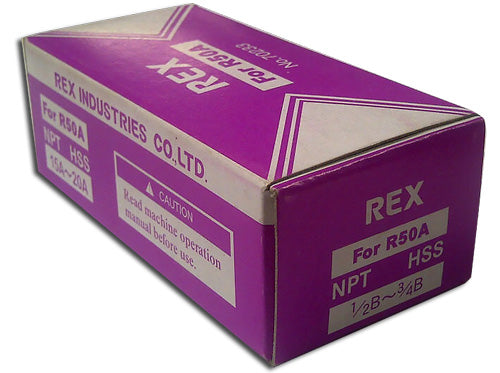 REX
For R50A
No.70233
REX INDUSTRIES CO.,LTD.
For R50A
NPT HSS
15A～20A
⚠ CAUTION
Read machine operation
manual before use.
REX
For R50A
NPT HSS
1/2B～3/4B